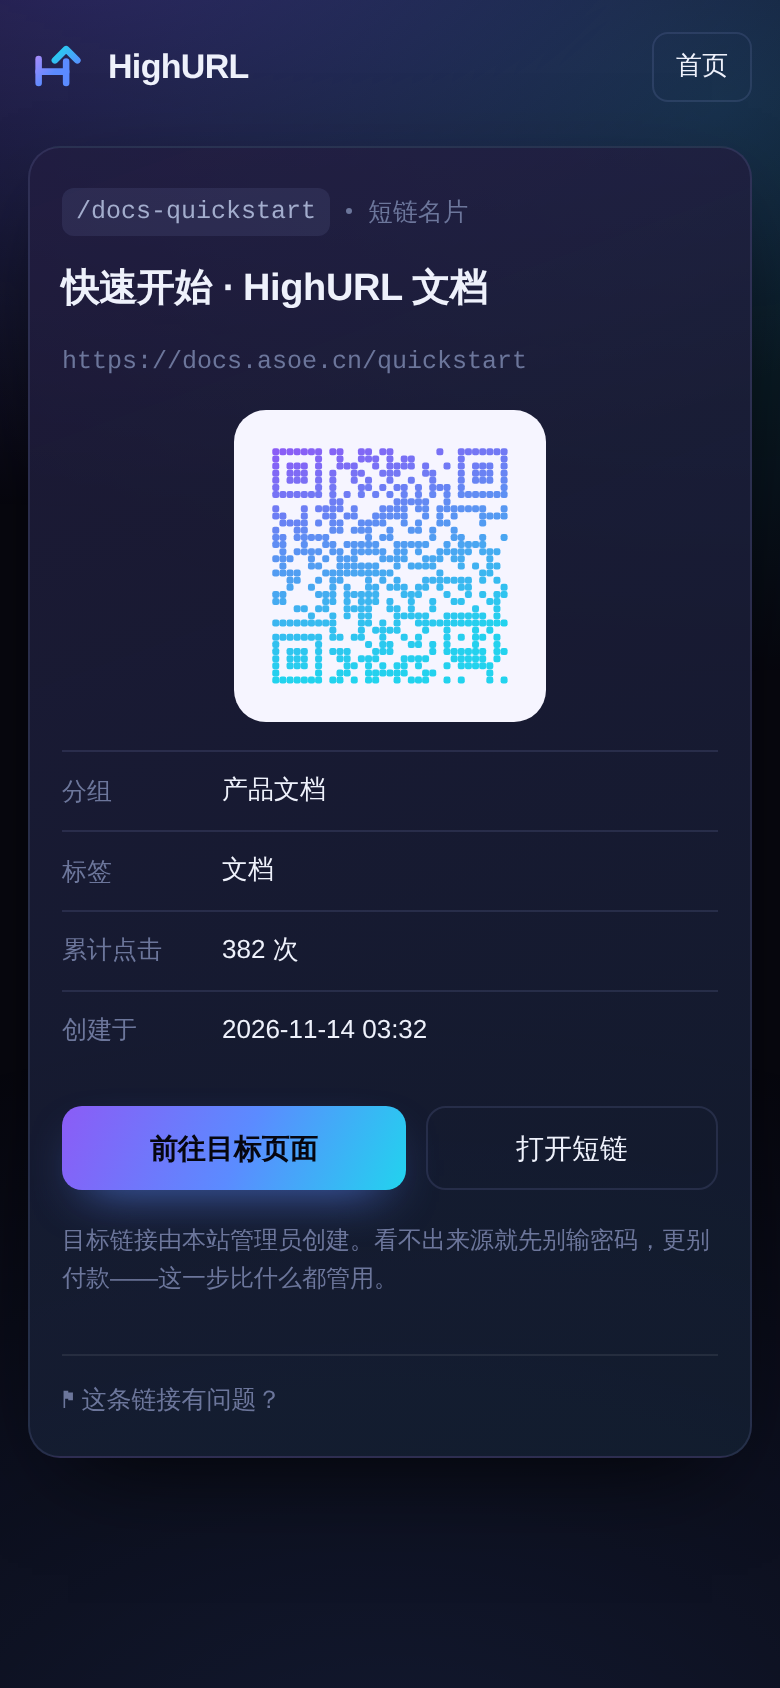 HighURL
首页
/docs-quickstart • 短链名片
快速开始 · HighURL 文档
https://docs.asoe.cn/quickstart
分组 产品文档
标签 文档
累计点击 382 次
创建于 2026-11-14 03:32
前往目标页面 打开短链
目标链接由本站管理员创建。看不出来源就先别输密码，更别
付款——这一步比什么都管用。
这条链接有问题？